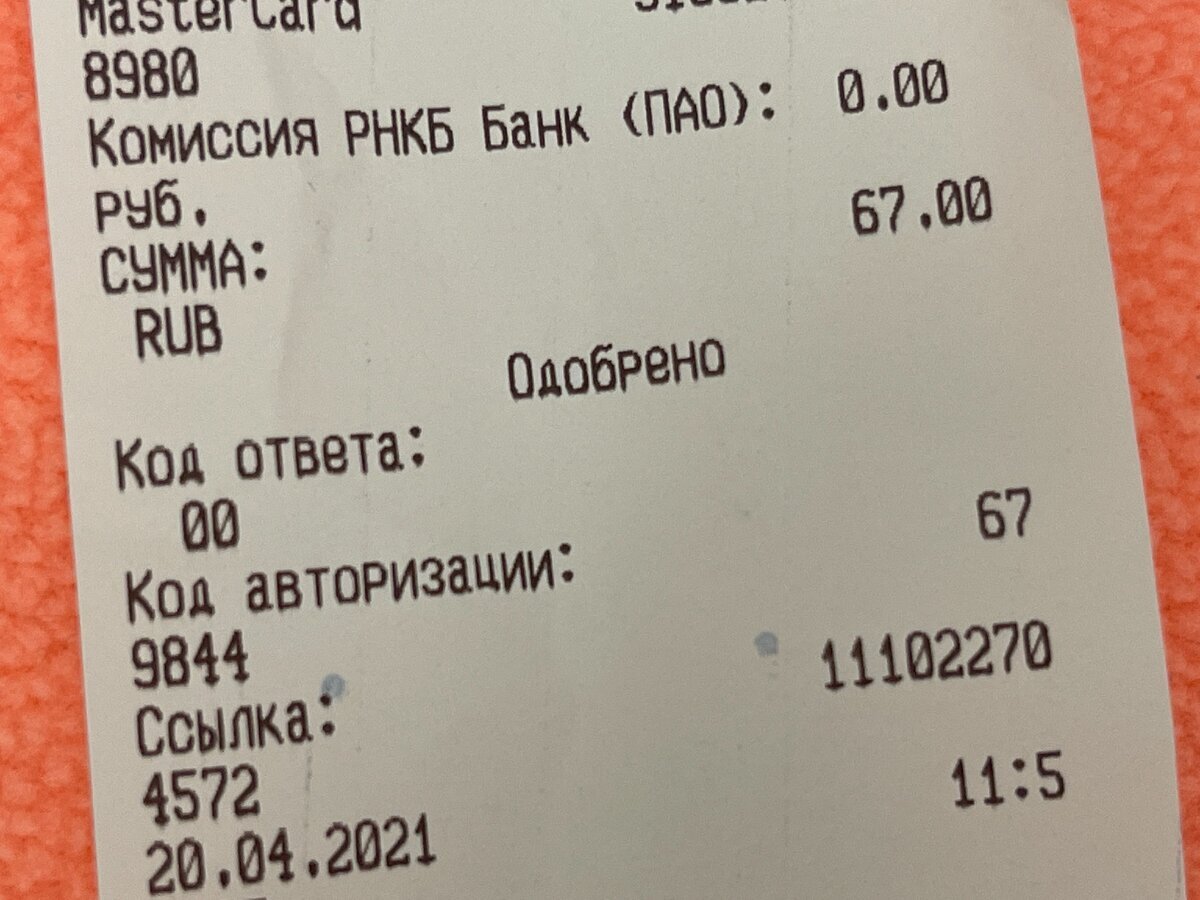 MasterCard
8980
Комиссия РНКБ Банк (ПАО): 0.00
руб.
СУММА: 67.00
RUB
Одобрено
Код ответа:
00
Код авторизации: 67
9844
Ссылка: 11102270
4572
20.04.2021 11:5